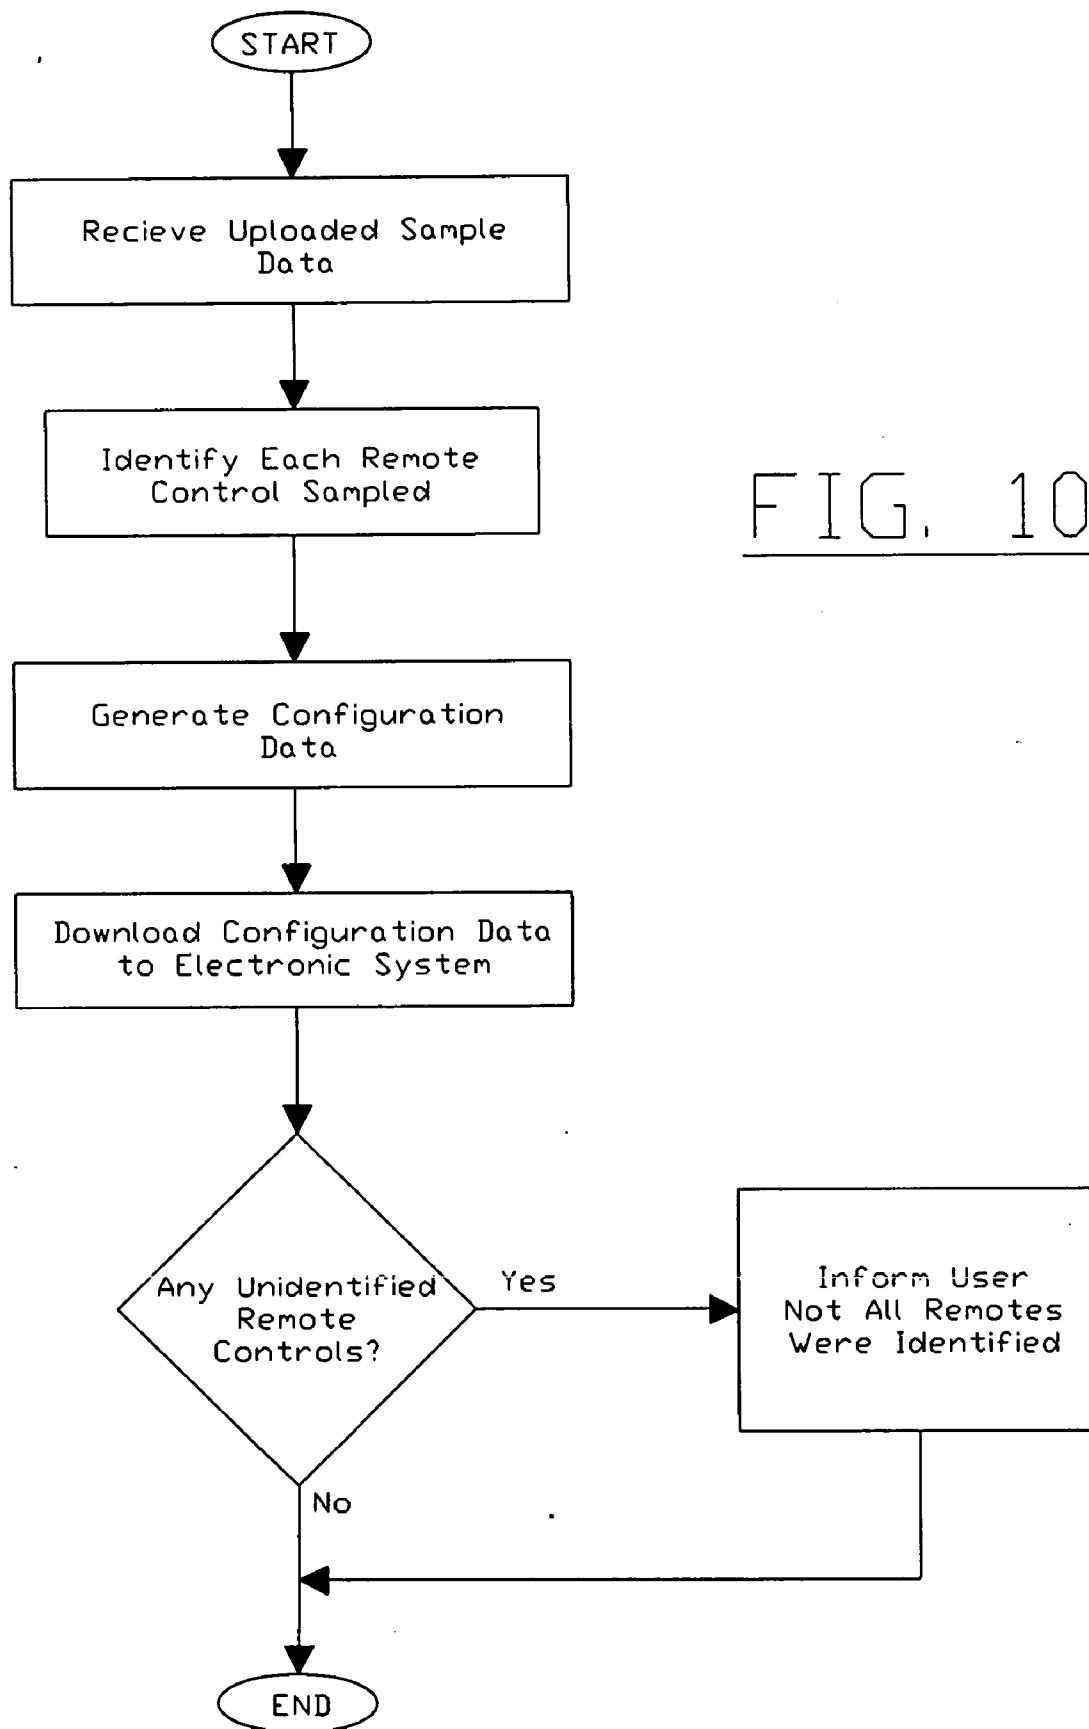 START
Recieve Uploaded Sample
Data
Identify Each Remote
Control Sampled
FIG. 10
Generate Configuration
Data
Download Configuration Data
to Electronic System
Any Unidentified
Remote
Controls?
Yes
Inform User
Not All Remotes
Were Identified
No
END